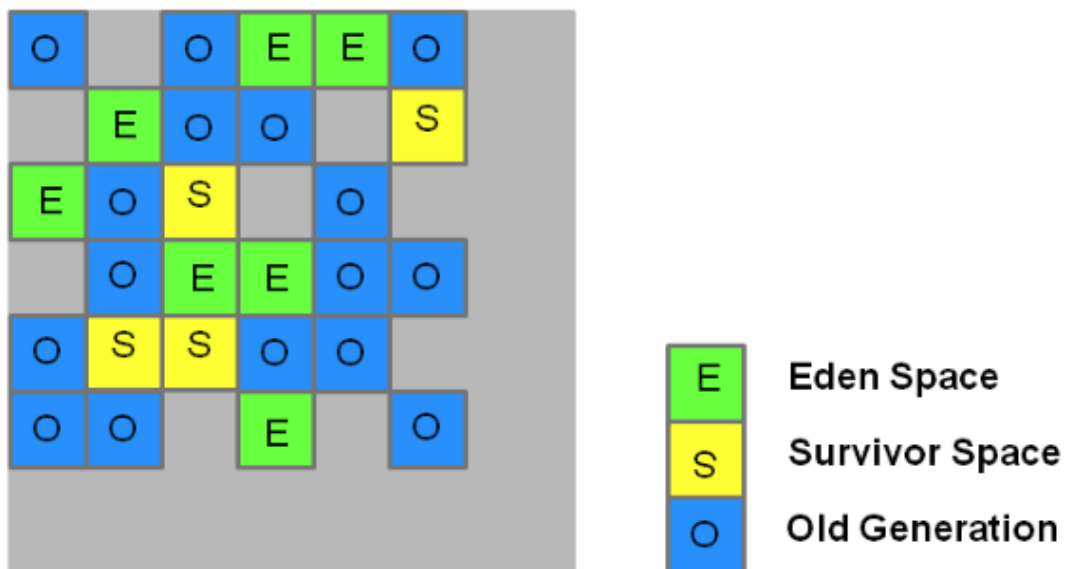 O O E E O
E O O S
E O S O
O E E O O
O S S O O
O O E O
E Eden Space
S Survivor Space
O Old Generation